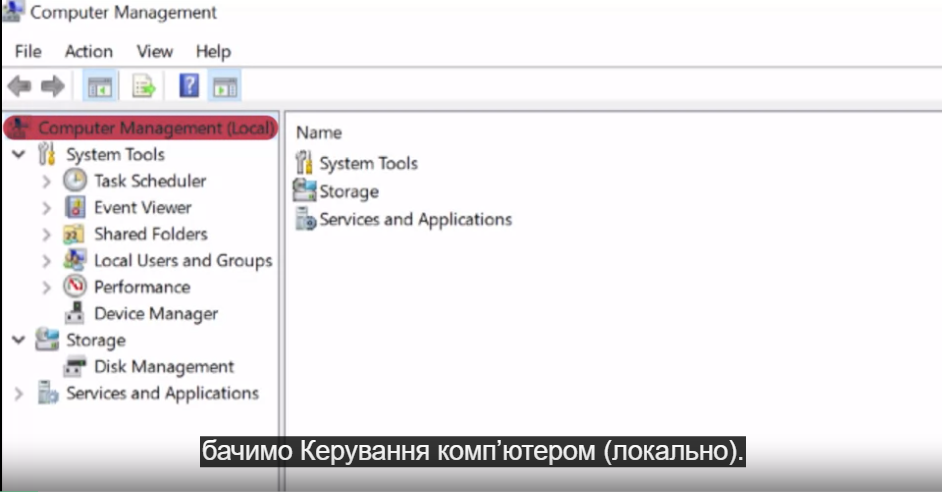 Computer Management
File Action View Help
Computer Management (Local)
System Tools
Task Scheduler
Event Viewer
Shared Folders
Local Users and Groups
Performance
Device Manager
Storage
Disk Management
Services and Applications
Name
System Tools
Storage
Services and Applications
бачимо Керування комп’ютером (локально).